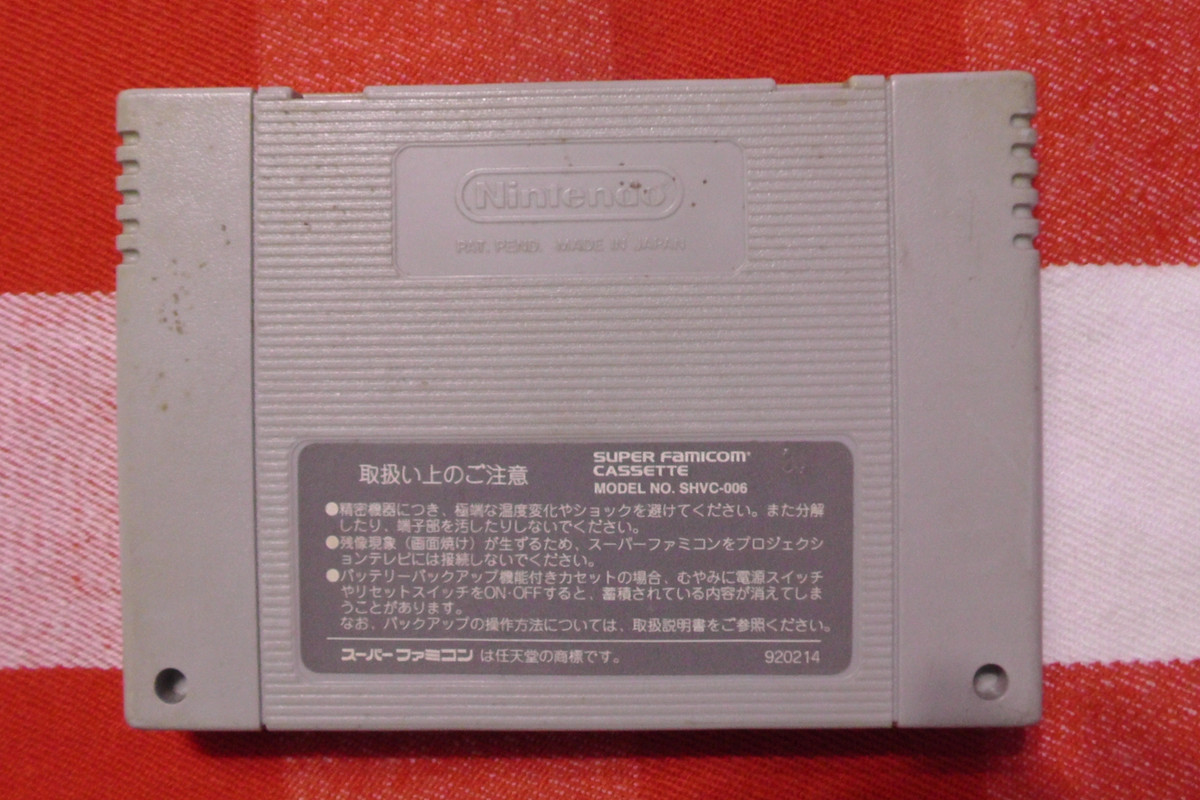 Nintendo
PAT. PEND. MADE IN JAPAN
取扱い上のご注意
SUPER FAMICOM
CASSETTE
MODEL NO. SHVC-006
●精密機器につき、極端な温度変化やショックを避けてください。また分解
したり、端子部を汚したりしないでください。
●残像現象（画面焼け）が生ずるため、スーパーファミコンをプロジェクシ
ョンテレビには接続しないでください。
●バッテリーバックアップ機能付きカセットの場合、むやみに電源スイッチ
やリセットスイッチをON·OFFすると、蓄積されている内容が消えてしま
うことがあります。
なお、バックアップの操作方法については、取扱説明書をご参照ください。
スーパーファミコン は任天堂の商標です。 920214